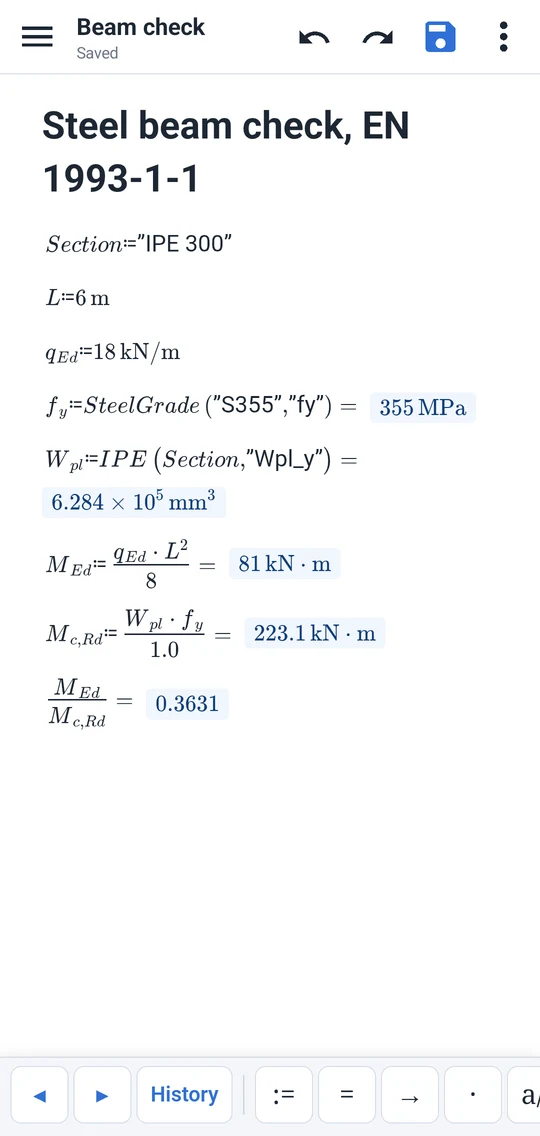 Beam check
Saved
Steel beam check, EN
1993-1-1
Section:="IPE 300"
L:=6 m
q_Ed:=18 kN/m
f_y:=SteelGrade ("S355","fy") = 355 MPa
W_pl:=IPE (Section,"Wpl_y") =
6.284 × 10^5 mm^3
M_Ed:= (q_Ed · L^2)/8 = 81 kN · m
M_c,Rd:= (W_pl · f_y)/1.0 = 223.1 kN · m
M_Ed/M_c,Rd = 0.3631
◄ ► History := = → · a/